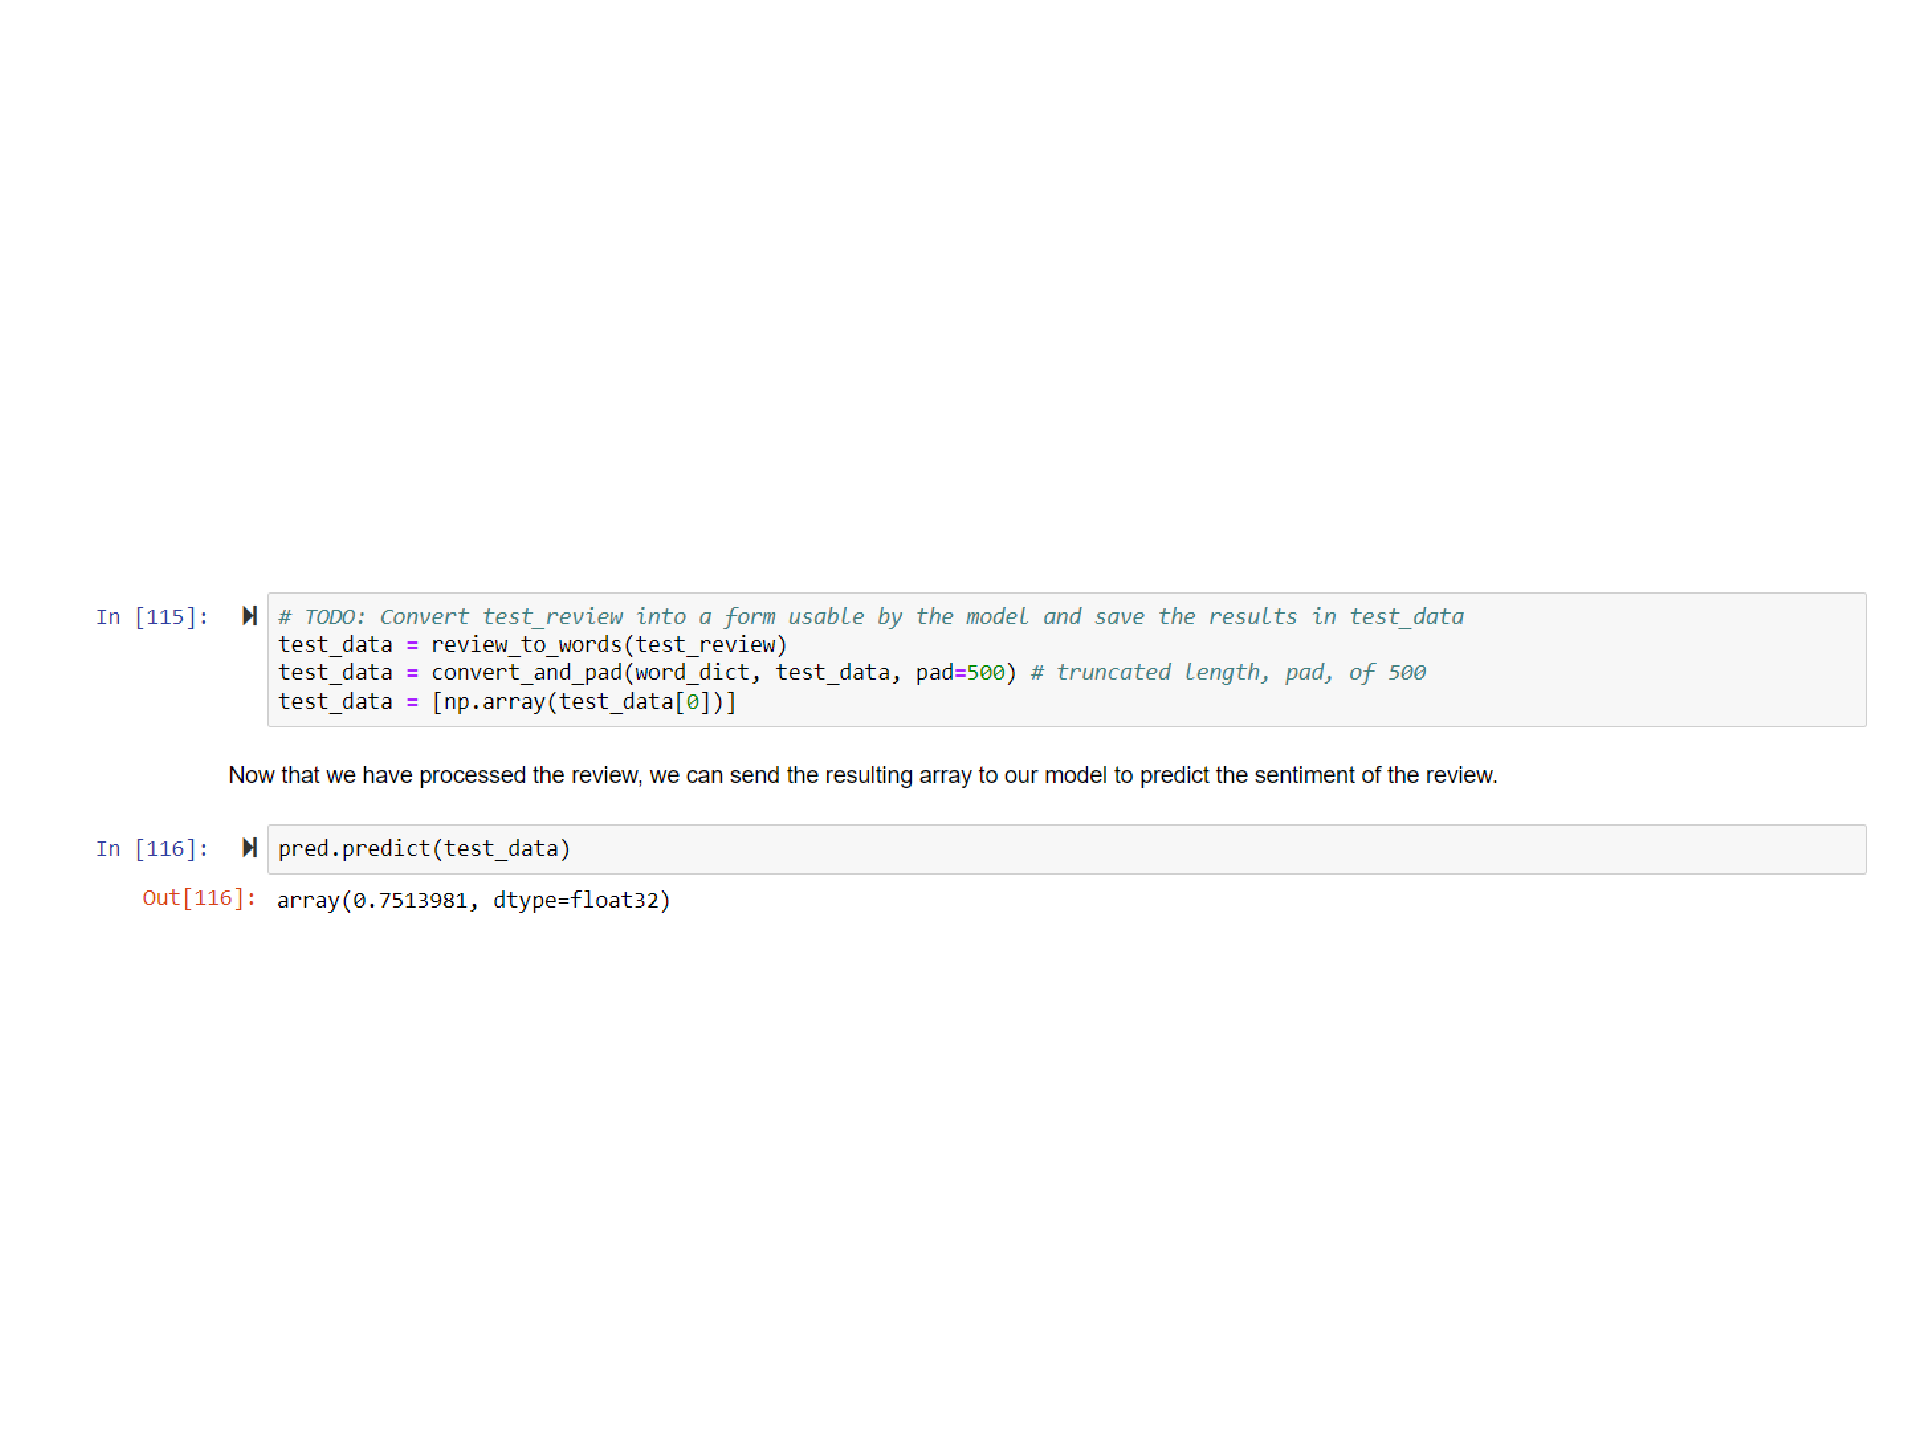 In [115]:
# TODO: Convert test_review into a form usable by the model and save the results in test_data
test_data = review_to_words(test_review)
test_data = convert_and_pad(word_dict, test_data, pad=500) # truncated length, pad, of 500
test_data = [np.array(test_data[0])]
Now that we have processed the review, we can send the resulting array to our model to predict the sentiment of the review.
In [116]:
pred.predict(test_data)
Out[116]: array(0.7513981, dtype=float32)